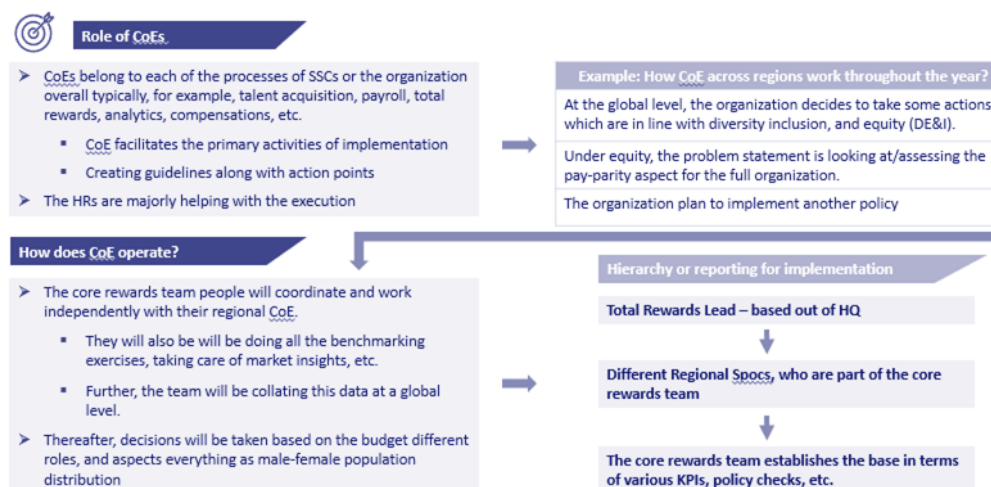 Role of CoEs
➤ CoEs belong to each of the processes of SSCs or the organization
overall typically, for example, talent acquisition, payroll, total
rewards, analytics, compensations, etc.
▪ CoE facilitates the primary activities of implementation
▪ Creating guidelines along with action points
➤ The HRs are majorly helping with the execution
Example: How CoE across regions work throughout the year?
At the global level, the organization decides to take some actions
which are in line with diversity inclusion, and equity (DE&I).
Under equity, the problem statement is looking at/assessing the
pay-parity aspect for the full organization.
The organization plan to implement another policy
How does CoE operate?
➤ The core rewards team people will coordinate and work
independently with their regional CoE.
▪ They will also be will be doing all the benchmarking
exercises, taking care of market insights, etc.
▪ Further, the team will be collating this data at a global
level.
➤ Thereafter, decisions will be taken based on the budget different
roles, and aspects everything as male-female population
distribution
Hierarchy or reporting for implementation
Total Rewards Lead – based out of HQ
Different Regional Spocs, who are part of the core
rewards team
The core rewards team establishes the base in terms
of various KPIs, policy checks, etc.